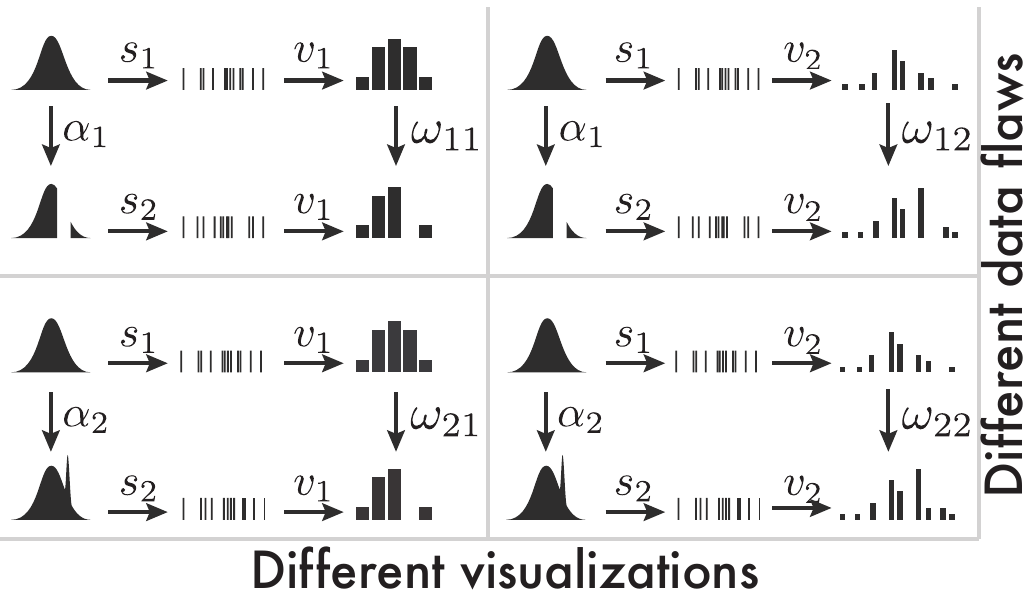 s₁ v₁ s₁ v₂
α₁ ω₁₁ α₁ ω₁₂
s₂ v₁ s₂ v₂
s₁ v₁ s₁ v₂
α₂ ω₂₁ α₂ ω₂₂
s₂ v₁ s₂ v₂
Different visualizations
Different data flaws